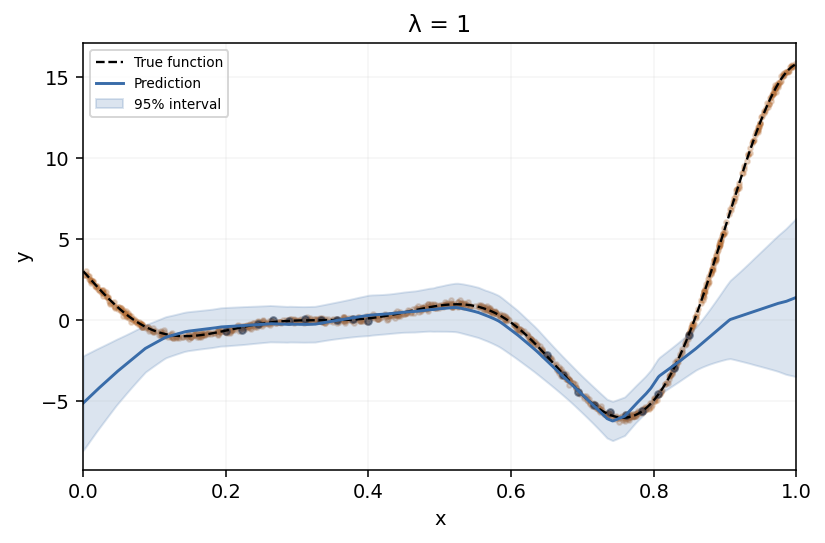 λ = 1
True function
Prediction
95% interval
15
10
5
0
−5
y
0.0
0.2
0.4
0.6
0.8
1.0
x